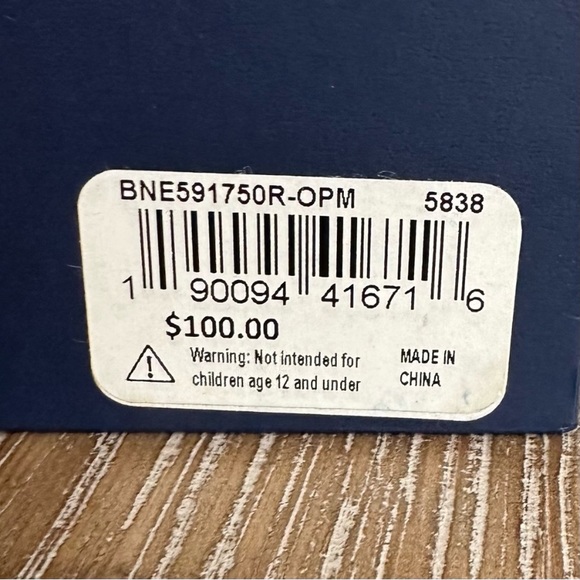 BNE591750R-OPM 5838
1 90094 41671 6
$100.00
Warning: Not intended for
children age 12 and under
MADE IN
CHINA